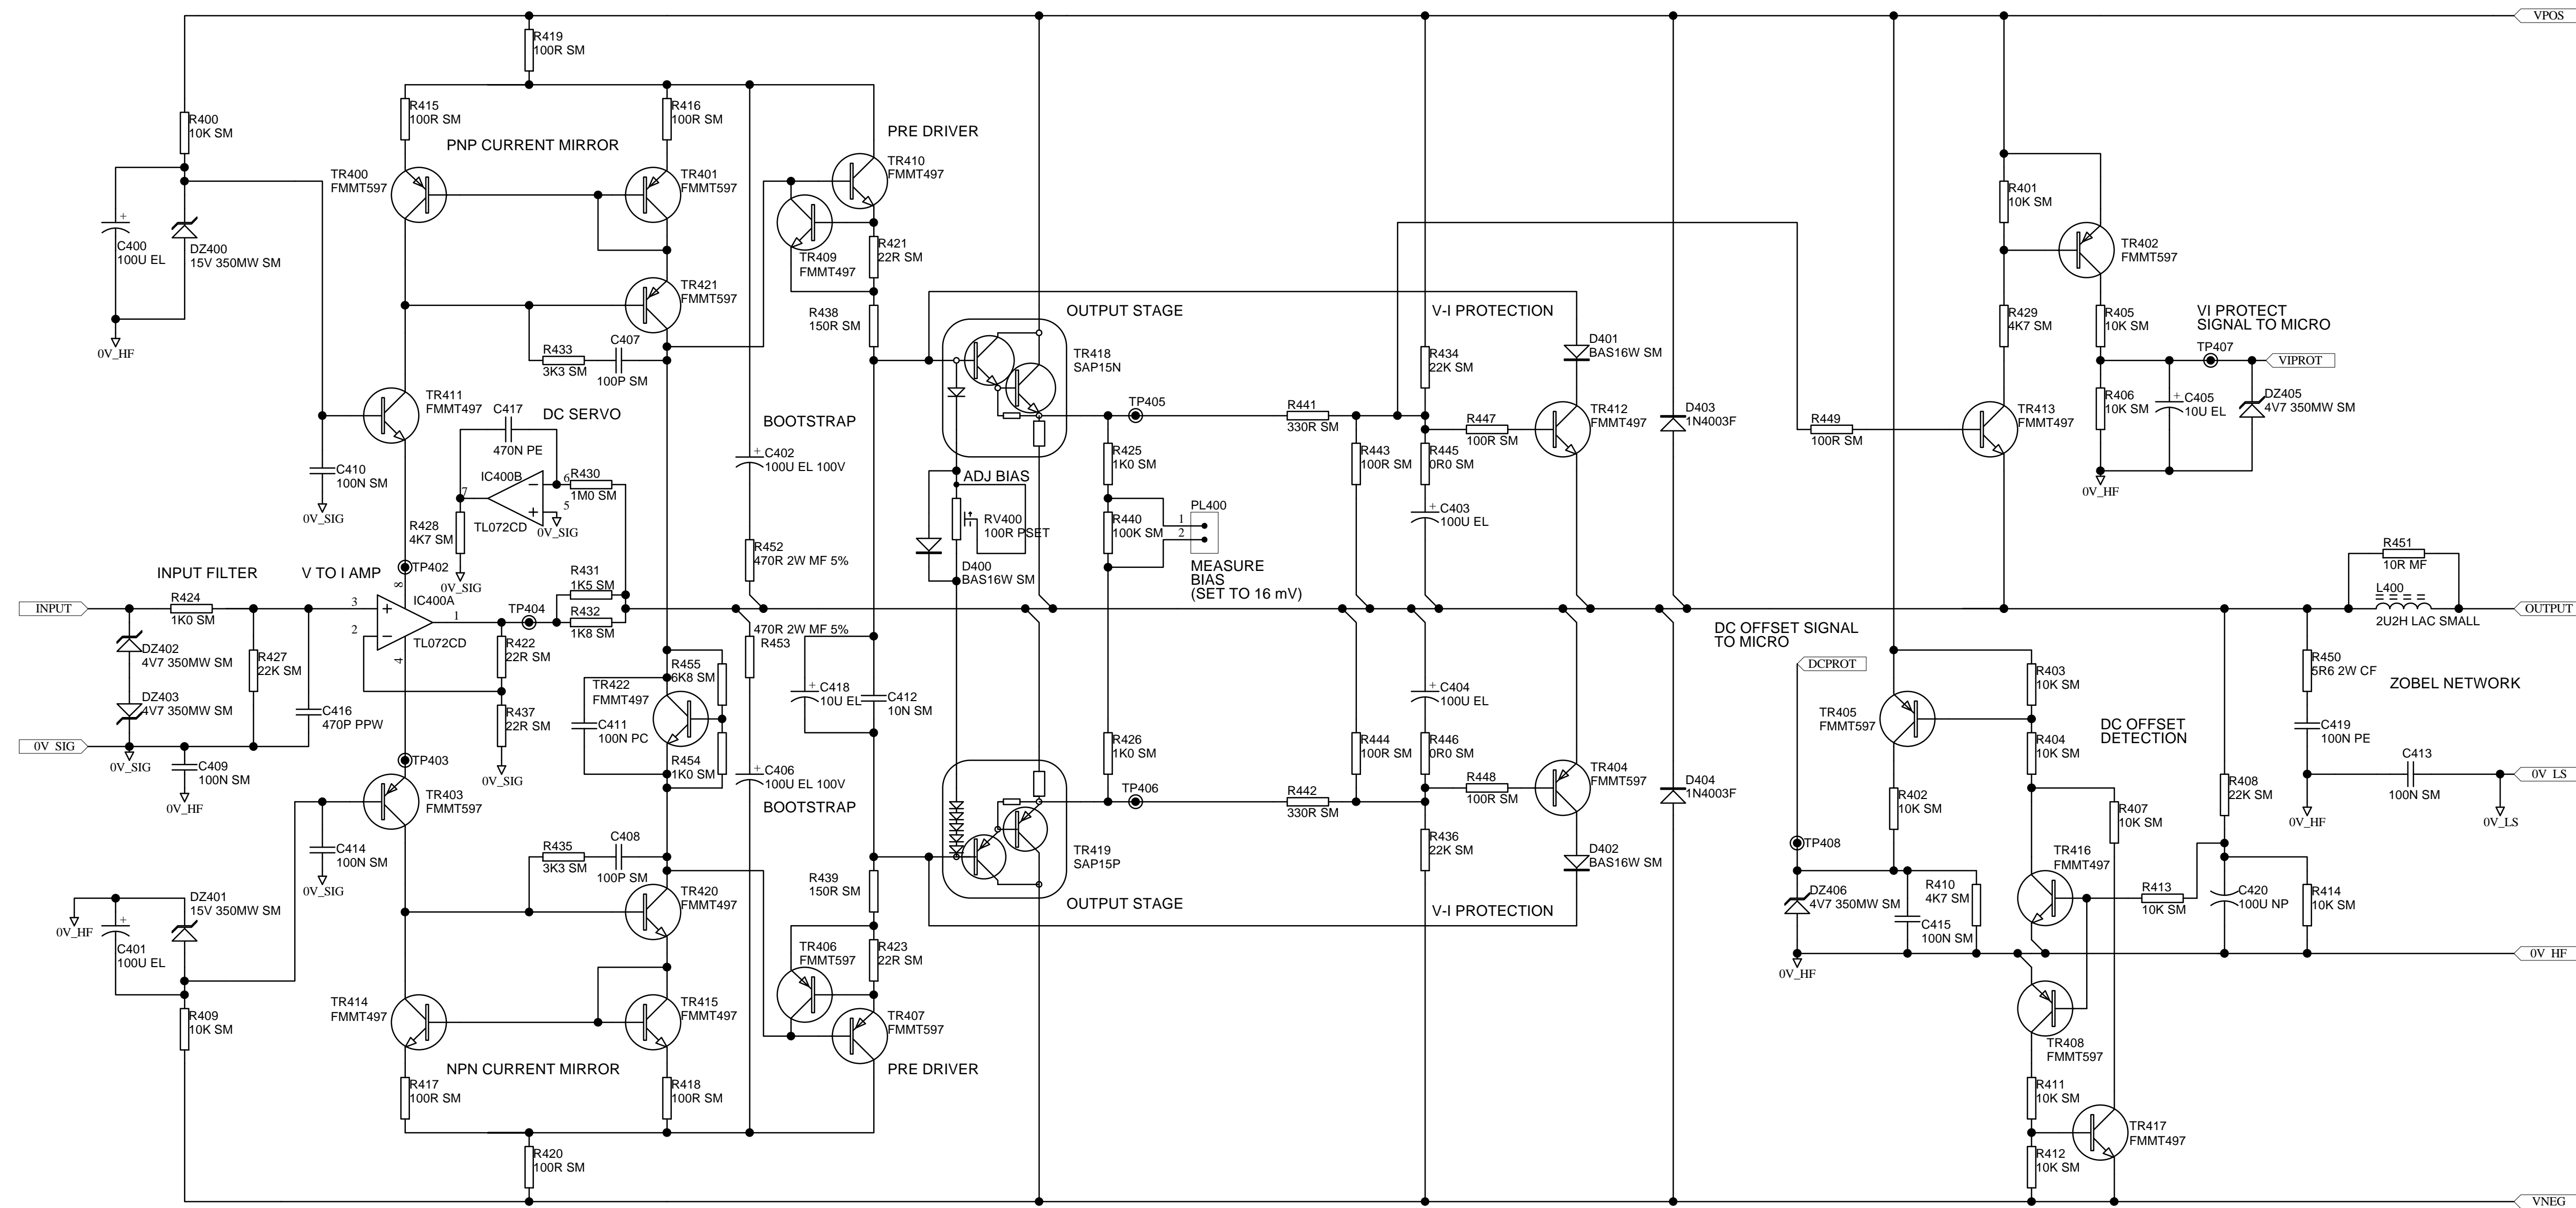 VPOS
R419
100R SM
R415
100R SM
R416
100R SM
R400
10K SM
PNP CURRENT MIRROR
PRE DRIVER
TR410
FMMT497
TR400
FMMT597
TR401
FMMT597
R401
10K SM
+
C400
100U EL
DZ400
15V 350MW SM
TR409
FMMT497
R421
22R SM
TR402
FMMT597
TR421
FMMT597
0V_HF
R438
150R SM
OUTPUT STAGE
V-I PROTECTION
R429
4K7 SM
R405
10K SM
VI PROTECT
SIGNAL TO MICRO
R433
3K3 SM
C407
100P SM
TR418
SAP15N
R434
22K SM
D401
BAS16W SM
TP407
VIPROT
TR411
FMMT497
C417
470N PE
DC SERVO
BOOTSTRAP
TP405
R441
330R SM
R447
100R SM
TR412
FMMT497
D403
1N4003F
R449
100R SM
TR413
FMMT497
R406
10K SM
+
C405
10U EL
DZ405
4V7 350MW SM
C410
100N SM
0V_SIG
IC400B
7
6
5
−
+
TL072CD
R430
1M0 SM
0V_SIG
+
C402
100U EL 100V
ADJ BIAS
RV400
100R PSET
R425
1K0 SM
R443
100R SM
R445
0R0 SM
0V_HF
R428
4K7 SM
R440
100K SM
PL400
1
2
+
C403
100U EL
R452
470R 2W MF 5%
D400
BAS16W SM
MEASURE
BIAS
(SET TO 16 mV)
R451
10R MF
INPUT FILTER
V TO I AMP
TP402
0V_SIG
R431
1K5 SM
L400
2U2H LAC SMALL
INPUT
R424
1K0 SM
3
2
8
4
1
+
−
IC400A
TL072CD
TP404
R432
1K8 SM
OUTPUT
DZ402
4V7 350MW SM
R427
22K SM
R422
22R SM
470R 2W MF 5%
R453
DC OFFSET SIGNAL
TO MICRO
DCPROT
R450
5R6 2W CF
ZOBEL NETWORK
DZ403
4V7 350MW SM
C416
470P PPW
R437
22R SM
TR422
FMMT497
R455
6K8 SM
+
C418
10U EL
C412
10N SM
+
C404
100U EL
R403
10K SM
TR405
FMMT597
C411
100N PC
DC OFFSET
DETECTION
C419
100N PE
0V SIG
0V_SIG
C409
100N SM
0V_HF
TP403
0V_SIG
R454
1K0 SM
+
C406
100U EL 100V
R426
1K0 SM
R444
100R SM
R446
0R0 SM
R404
10K SM
C413
100N SM
0V LS
TR403
FMMT597
BOOTSTRAP
TP406
R442
330R SM
R448
100R SM
TR404
FMMT597
D404
1N4003F
R402
10K SM
R407
10K SM
R408
22K SM
0V_HF
0V_LS
C414
100N SM
0V_SIG
R435
3K3 SM
C408
100P SM
TR419
SAP15P
R436
22K SM
D402
BAS16W SM
TP408
TR416
FMMT497
DZ401
15V 350MW SM
0V_HF
+
C401
100U EL
TR420
FMMT497
R439
150R SM
OUTPUT STAGE
V-I PROTECTION
DZ406
4V7 350MW SM
R410
4K7 SM
C415
100N SM
R413
10K SM
C420
100U NP
R414
10K SM
TR406
FMMT597
R423
22R SM
0V_HF
0V HF
R409
10K SM
TR414
FMMT497
TR415
FMMT497
TR407
FMMT597
TR408
FMMT597
NPN CURRENT MIRROR
PRE DRIVER
R417
100R SM
R418
100R SM
R411
10K SM
TR417
FMMT497
R420
100R SM
R412
10K SM
VNEG